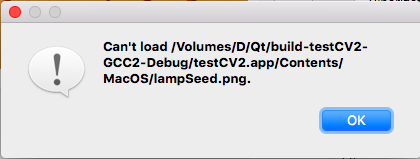 Can't load /Volumes/D/Qt/build-testCV2-
GCC2-Debug/testCV2.app/Contents/
MacOS/lampSeed.png.
OK